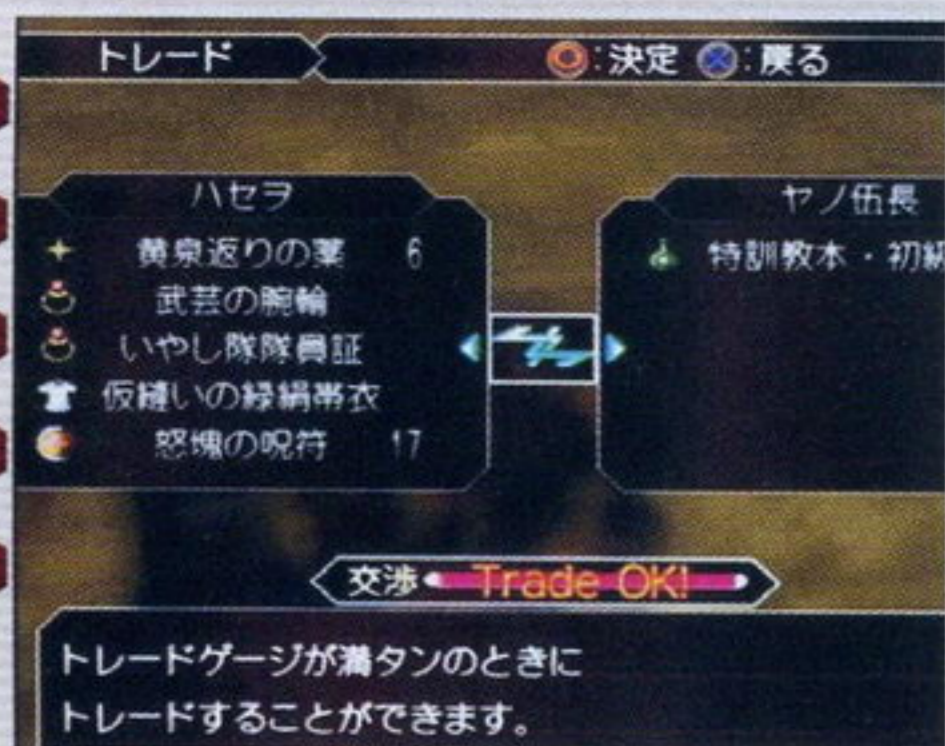 トレード
◎:決定 ⊗:戻る
ハセヲ
黄泉返りの薬 6
武芸の腕輪
いやし隊隊員証
仮縫いの緑絹帯衣
怒塊の呪符 17
ヤノ伍長
特訓教本・初級
交渉 Trade OK!
トレードゲージが満タンのときに
トレードすることができます。